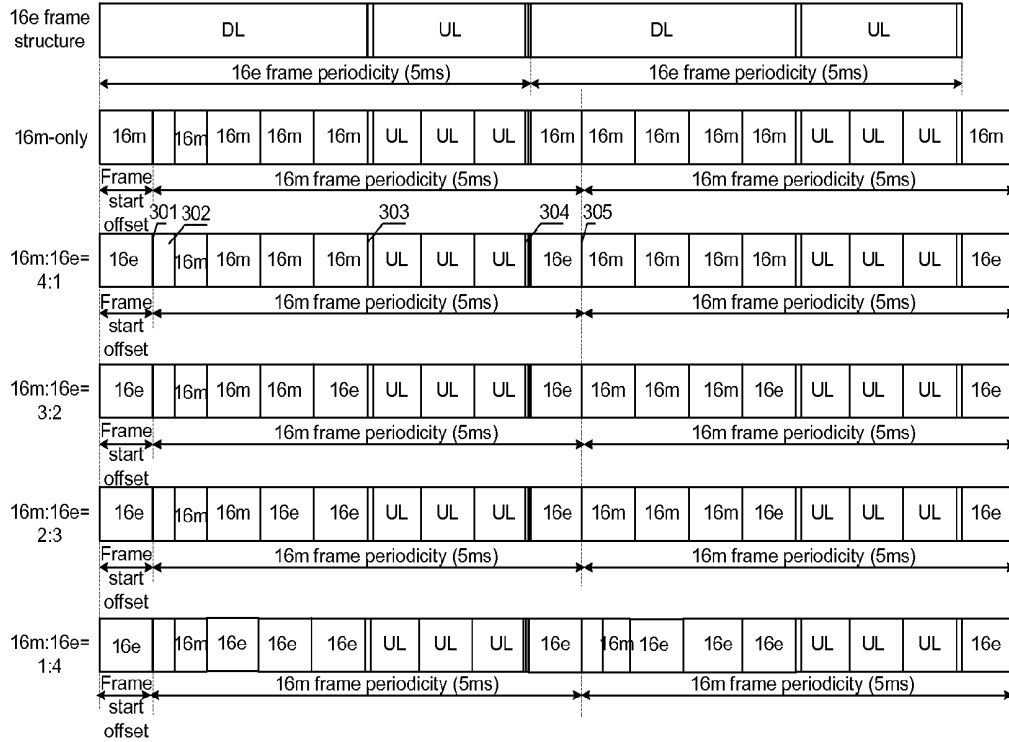 16e frame
structure
DL UL DL UL
16e frame periodicity (5ms) 16e frame periodicity (5ms)
16m-only
16m 16m 16m 16m 16m UL UL UL 16m 16m 16m 16m 16m UL UL UL 16m
Frame
start
offset
16m frame periodicity (5ms) 16m frame periodicity (5ms)
301 302 303 304 305
16m:16e=
4:1
16e 16m 16m 16m 16m UL UL UL 16e 16m 16m 16m 16m UL UL UL 16e
Frame
start
offset
16m frame periodicity (5ms) 16m frame periodicity (5ms)
16m:16e=
3:2
16e 16m 16m 16m 16e UL UL UL 16e 16m 16m 16m 16e UL UL UL 16e
Frame
start
offset
16m frame periodicity (5ms) 16m frame periodicity (5ms)
16m:16e=
2:3
16e 16m 16m 16e 16e UL UL UL 16e 16m 16m 16m 16e UL UL UL 16e
Frame
start
offset
16m frame periodicity (5ms) 16m frame periodicity (5ms)
16m:16e=
1:4
16e 16m 16e 16e 16e UL UL UL 16e 16m 16e 16e 16e UL UL UL 16e
Frame
start
offset
16m frame periodicity (5ms) 16m frame periodicity (5ms)